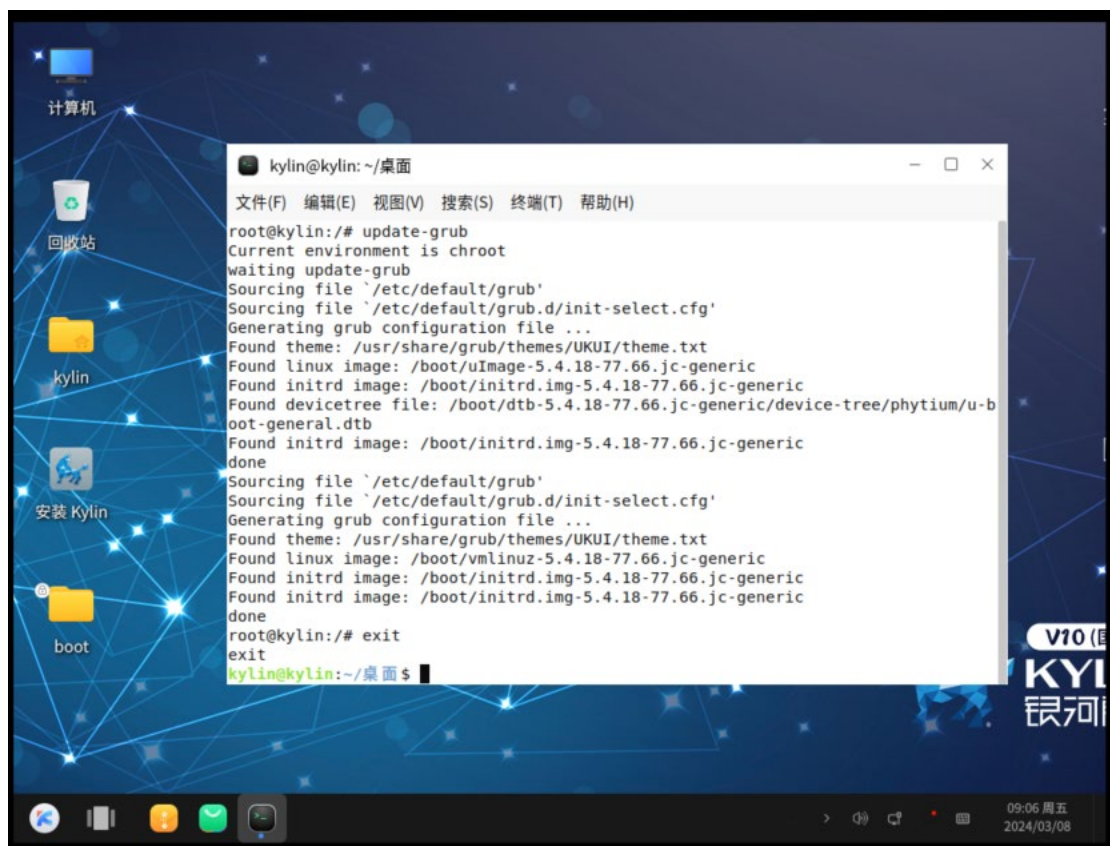 计算机
回收站
kylin
安装 Kylin
boot
kylin@kylin: ~/桌面
文件(F) 编辑(E) 视图(V) 搜索(S) 终端(T) 帮助(H)
root@kylin:/# update-grub
Current environment is chroot
waiting update-grub
Sourcing file `/etc/default/grub'
Sourcing file `/etc/default/grub.d/init-select.cfg'
Generating grub configuration file ...
Found theme: /usr/share/grub/themes/UKUI/theme.txt
Found linux image: /boot/uImage-5.4.18-77.66.jc-generic
Found initrd image: /boot/initrd.img-5.4.18-77.66.jc-generic
Found devicetree file: /boot/dtb-5.4.18-77.66.jc-generic/device-tree/phytium/u-b
oot-general.dtb
Found initrd image: /boot/initrd.img-5.4.18-77.66.jc-generic
done
Sourcing file `/etc/default/grub'
Sourcing file `/etc/default/grub.d/init-select.cfg'
Generating grub configuration file ...
Found theme: /usr/share/grub/themes/UKUI/theme.txt
Found linux image: /boot/vmlinuz-5.4.18-77.66.jc-generic
Found initrd image: /boot/initrd.img-5.4.18-77.66.jc-generic
Found initrd image: /boot/initrd.img-5.4.18-77.66.jc-generic
done
root@kylin:/# exit
exit
kylin@kylin:~/桌面$
V10
KY
银河
09:06 周五
2024/03/08